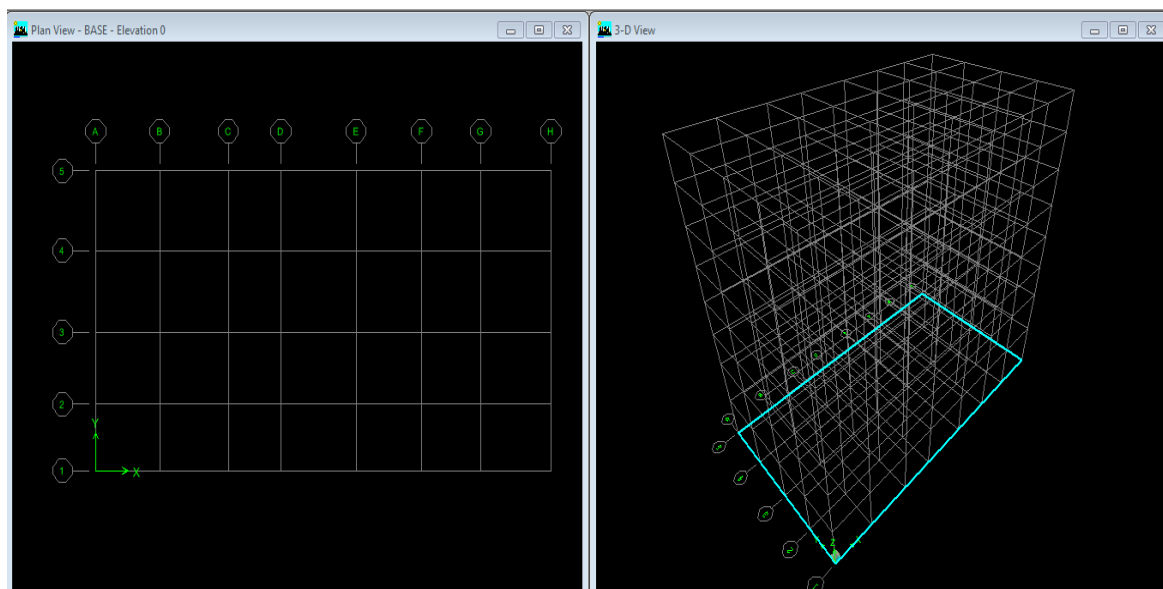 Plan View - BASE - Elevation 0
A B C D E F G H
5
4
3
2
1
Y
X
3-D View
Z